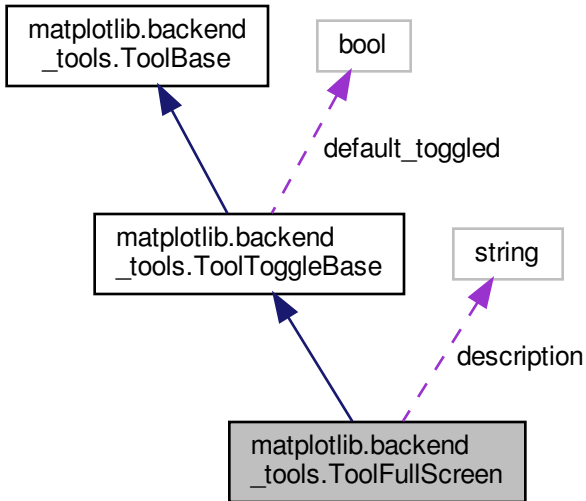 matplotlib.backend
_tools.ToolBase
bool
default_toggled
matplotlib.backend
_tools.ToolToggleBase
string
description
matplotlib.backend
_tools.ToolFullScreen